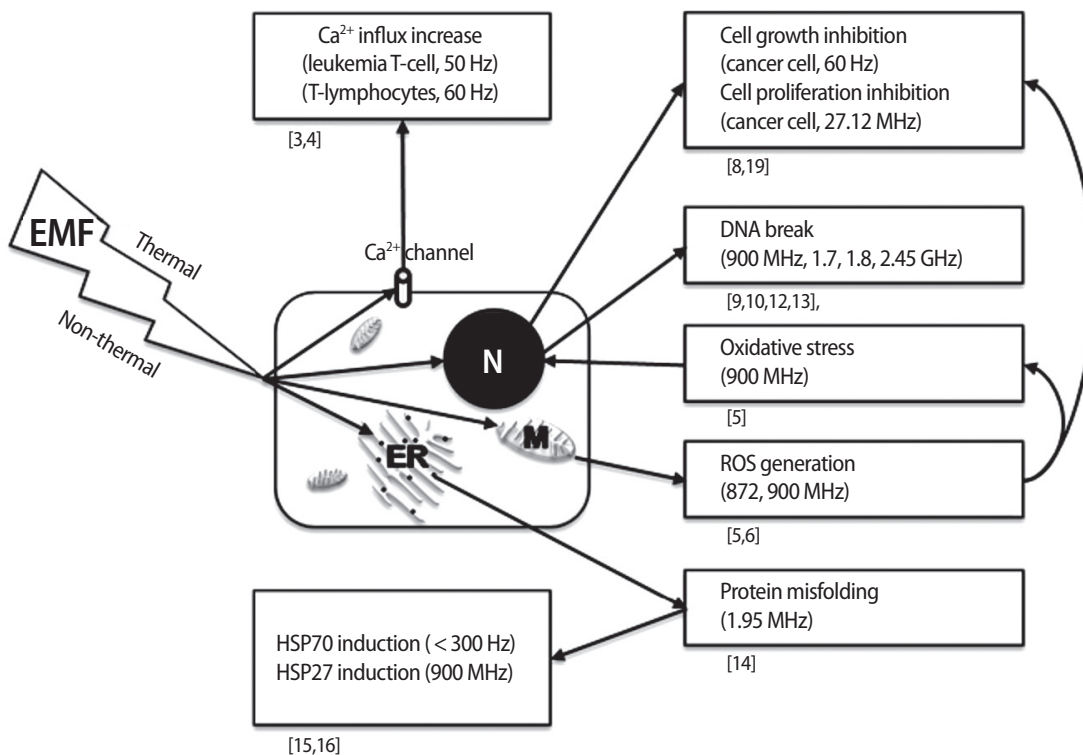 Ca²⁺ influx increase
(leukemia T-cell, 50 Hz)
(T-lymphocytes, 60 Hz)
[3,4]
Cell growth inhibition
(cancer cell, 60 Hz)
Cell proliferation inhibition
(cancer cell, 27.12 MHz)
[8,19]
EMF
Thermal
Non-thermal
Ca²⁺ channel
DNA break
(900 MHz, 1.7, 1.8, 2.45 GHz)
[9,10,12,13],
N
Oxidative stress
(900 MHz)
[5]
M
ER
ROS generation
(872, 900 MHz)
[5,6]
Protein misfolding
(1.95 MHz)
[14]
HSP70 induction (< 300 Hz)
HSP27 induction (900 MHz)
[15,16]